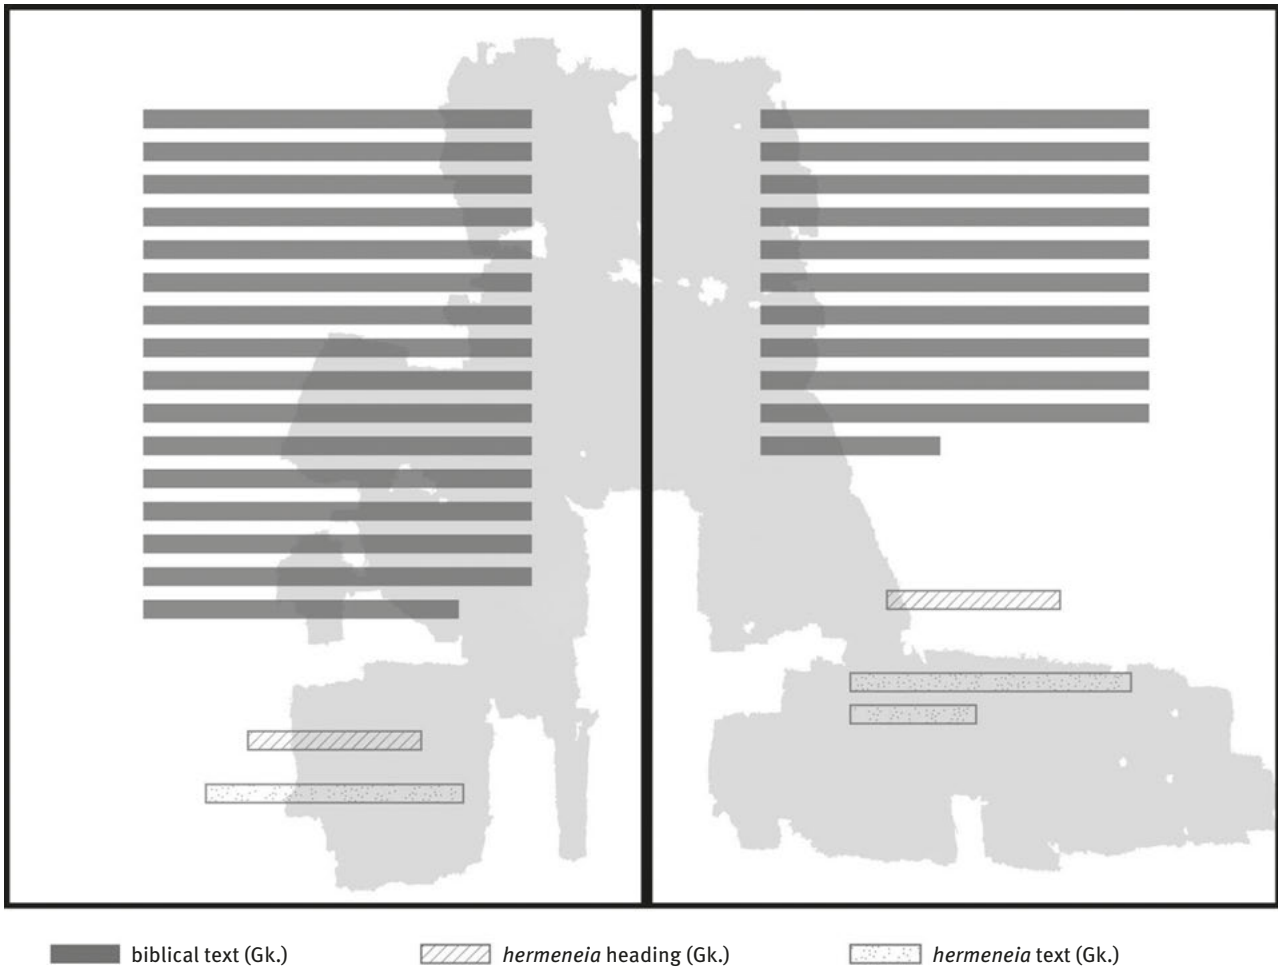 biblical text (Gk.)
hermeneia heading (Gk.)
hermeneia text (Gk.)